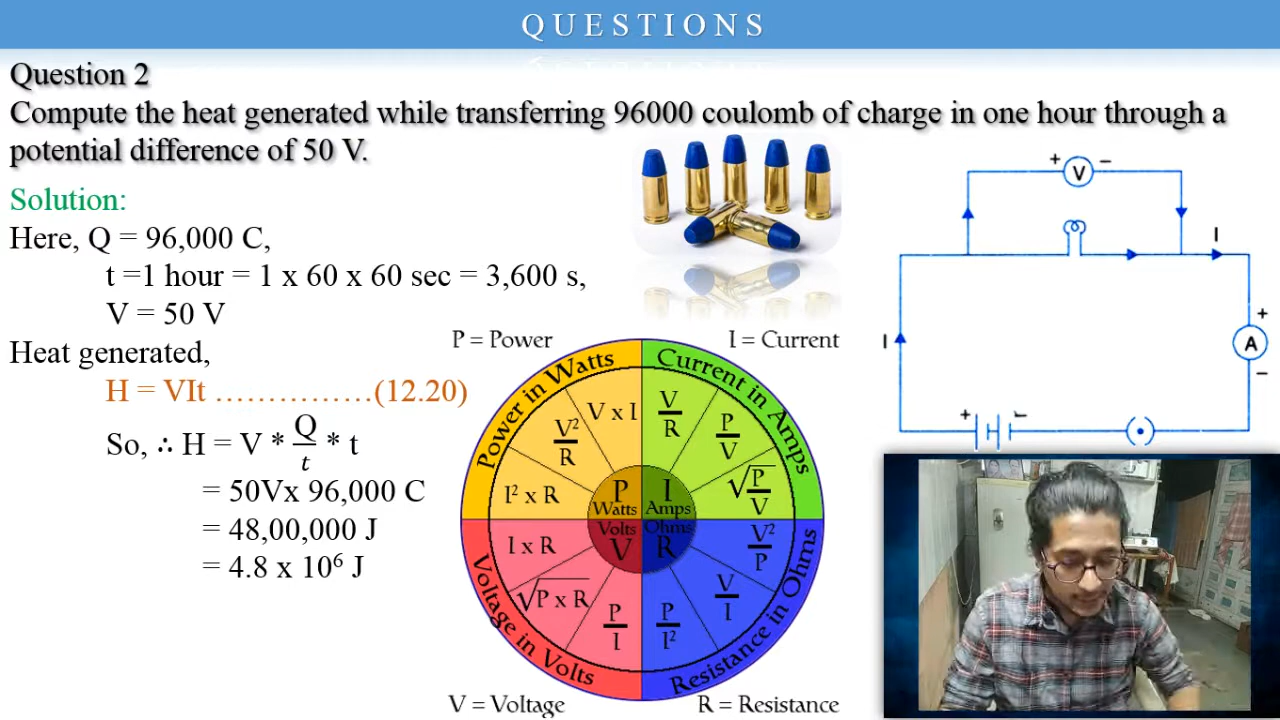 QUESTIONS
Question 2
Compute the heat generated while transferring 96000 coulomb of charge in one hour through a
potential difference of 50 V.
Solution:
Here, Q = 96,000 C,
t =1 hour = 1 x 60 x 60 sec = 3,600 s,
V = 50 V
Heat generated,
H = VIt ……………(12.20)
So, ∴ H = V * Q/t * t
= 50Vx 96,000 C
= 48,00,000 J
= 4.8 x 10⁶ J
P = Power
I = Current
Power in Watts
Current in Amps
V x I
V/R
V²/R
P/V
I² x R
√P/V
P
Watts
I
Amps
Volts
V
Ohms
R
I x R
V²/P
√P x R
V/I
P/I
P/I²
Voltage in Volts
Resistance in Ohms
V = Voltage
R = Resistance
+ V −
I
I
+
A
−
+